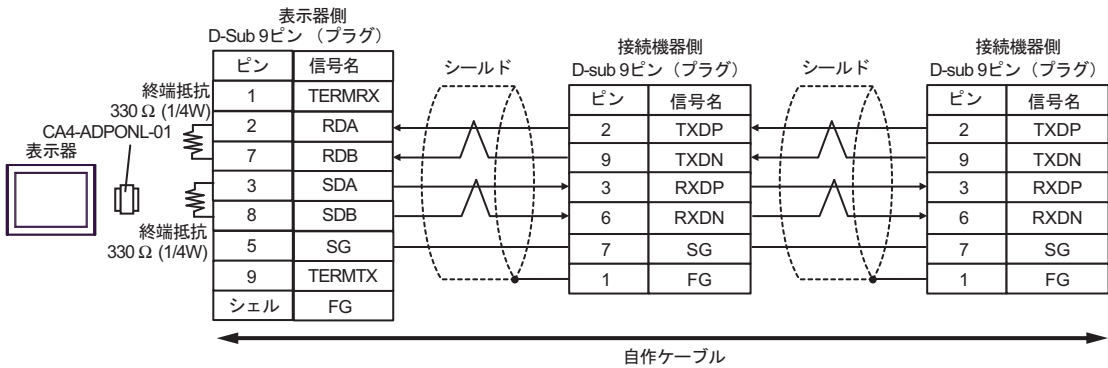 表示器側
D-Sub 9ピン （プラグ）
ピン 信号名
1 TERMRX
2 RDA
7 RDB
3 SDA
8 SDB
5 SG
9 TERMTX
シェル FG
終端抵抗
330 Ω (1/4W)
CA4-ADPONL-01
表示器
終端抵抗
330 Ω (1/4W)
シールド
接続機器側
D-sub 9ピン（プラグ）
ピン 信号名
2 TXDP
9 TXDN
3 RXDP
6 RXDN
7 SG
1 FG
シールド
接続機器側
D-sub 9ピン（プラグ）
ピン 信号名
2 TXDP
9 TXDN
3 RXDP
6 RXDN
7 SG
1 FG
自作ケーブル